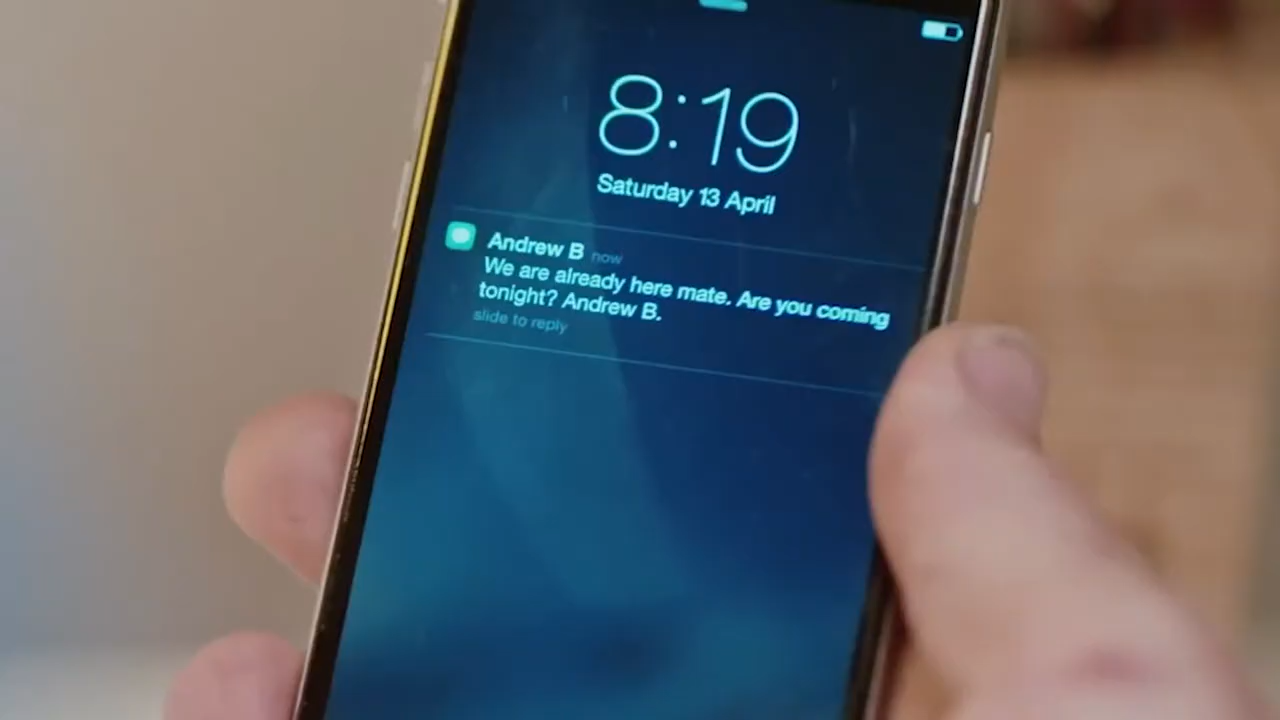 8:19
Saturday 13 April
Andrew B now
We are already here mate. Are you coming
tonight? Andrew B.
slide to reply